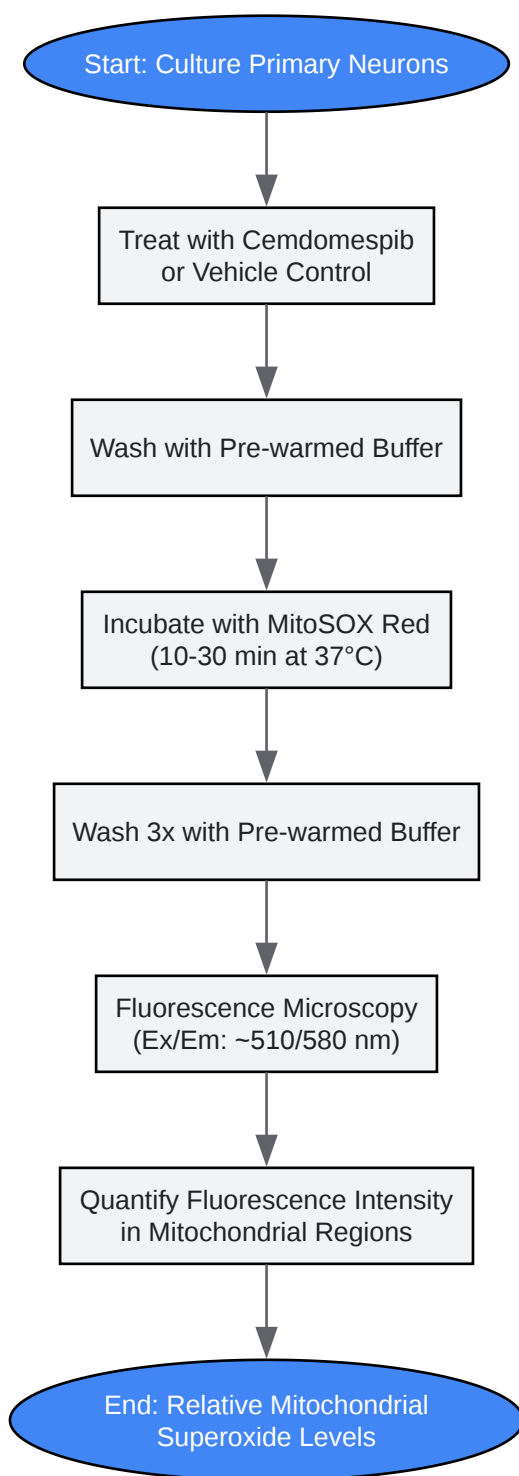 Start: Culture Primary Neurons
Treat with Cemdomespib
or Vehicle Control
Wash with Pre-warmed Buffer
Incubate with MitoSOX Red
(10-30 min at 37°C)
Wash 3x with Pre-warmed Buffer
Fluorescence Microscopy
(Ex/Em: ~510/580 nm)
Quantify Fluorescence Intensity
in Mitochondrial Regions
End: Relative Mitochondrial
Superoxide Levels